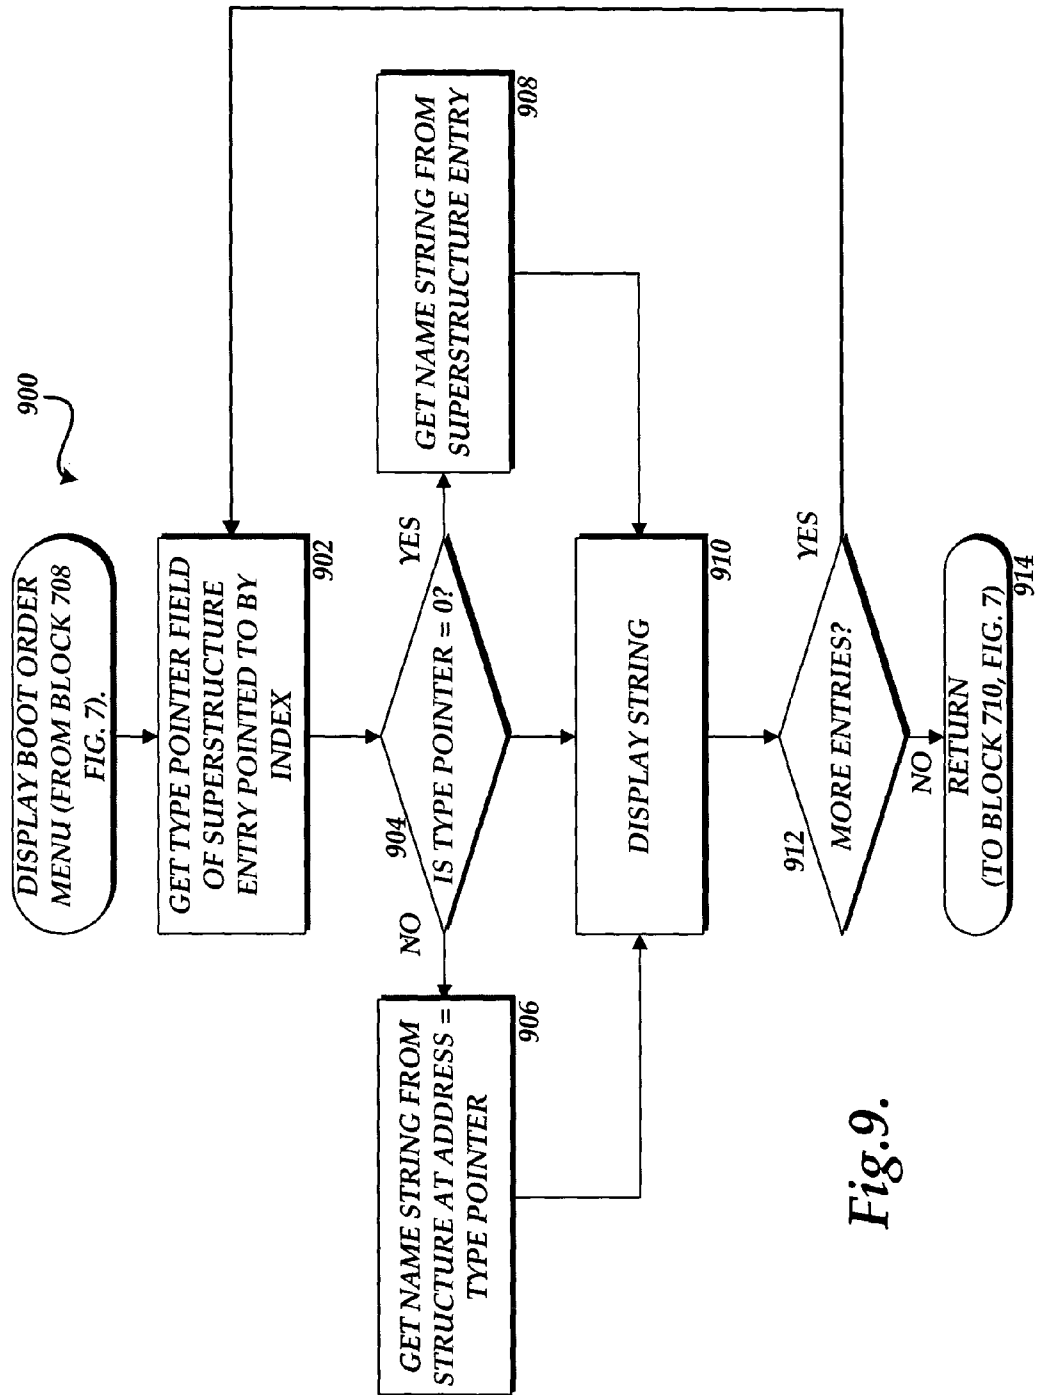 900
DISPLAY BOOT ORDER
MENU (FROM BLOCK 708
FIG. 7).
GET TYPE POINTER FIELD
OF SUPERSTRUCTURE
ENTRY POINTED TO BY
INDEX
902
904
IS TYPE POINTER = 0?
NO
YES
GET NAME STRING FROM
STRUCTURE AT ADDRESS =
TYPE POINTER
906
GET NAME STRING FROM
SUPERSTRUCTURE ENTRY
908
DISPLAY STRING
910
912
MORE ENTRIES?
YES
NO
RETURN
(TO BLOCK 710, FIG. 7)
914
Fig.9.